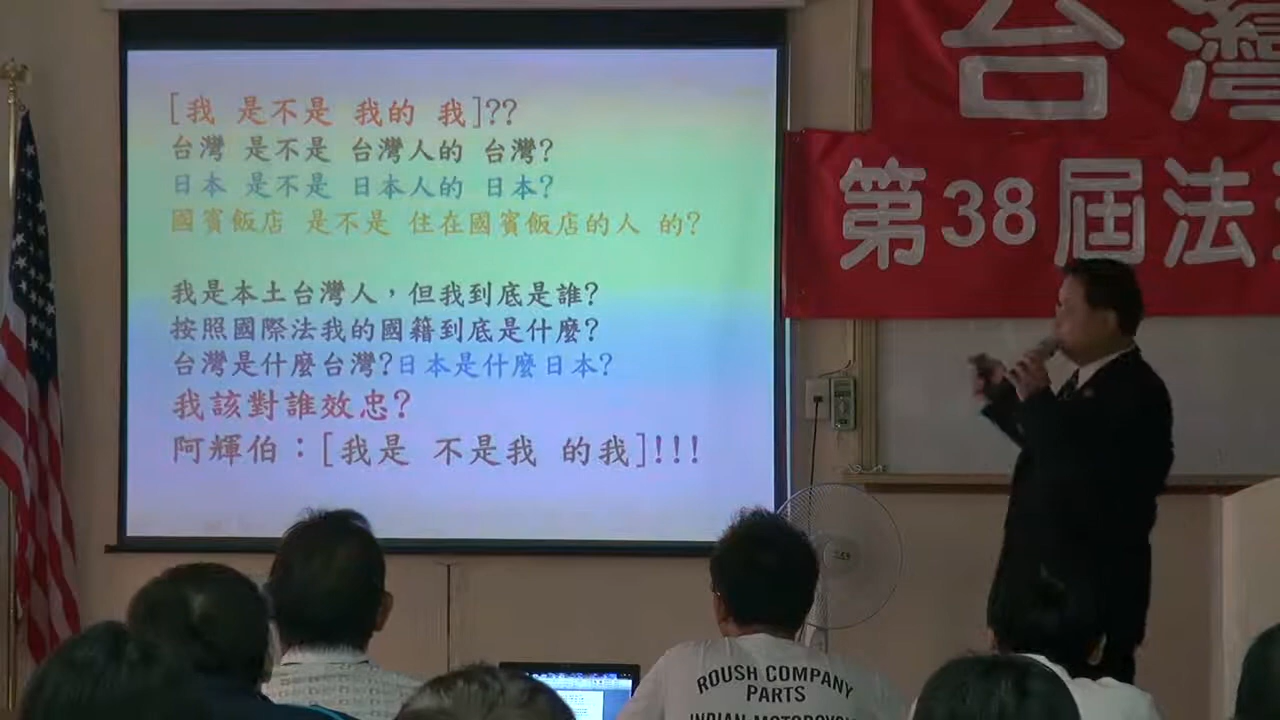 [我 是不是 我的 我]??
台灣 是不是 台灣人的 台灣?
日本 是不是 日本人的 日本?
國賓飯店 是不是 住在國賓飯店的人 的?
我是本土台灣人，但我到底是誰?
按照國際法我的國籍到底是什麼?
台灣是什麼台灣?日本是什麼日本?
我該對誰效忠?
阿輝伯：[我是 不是我 的我]!!!
台灣
第38屆法
ROUSH COMPANY
PARTS
INDIAN MOTORCYCLE